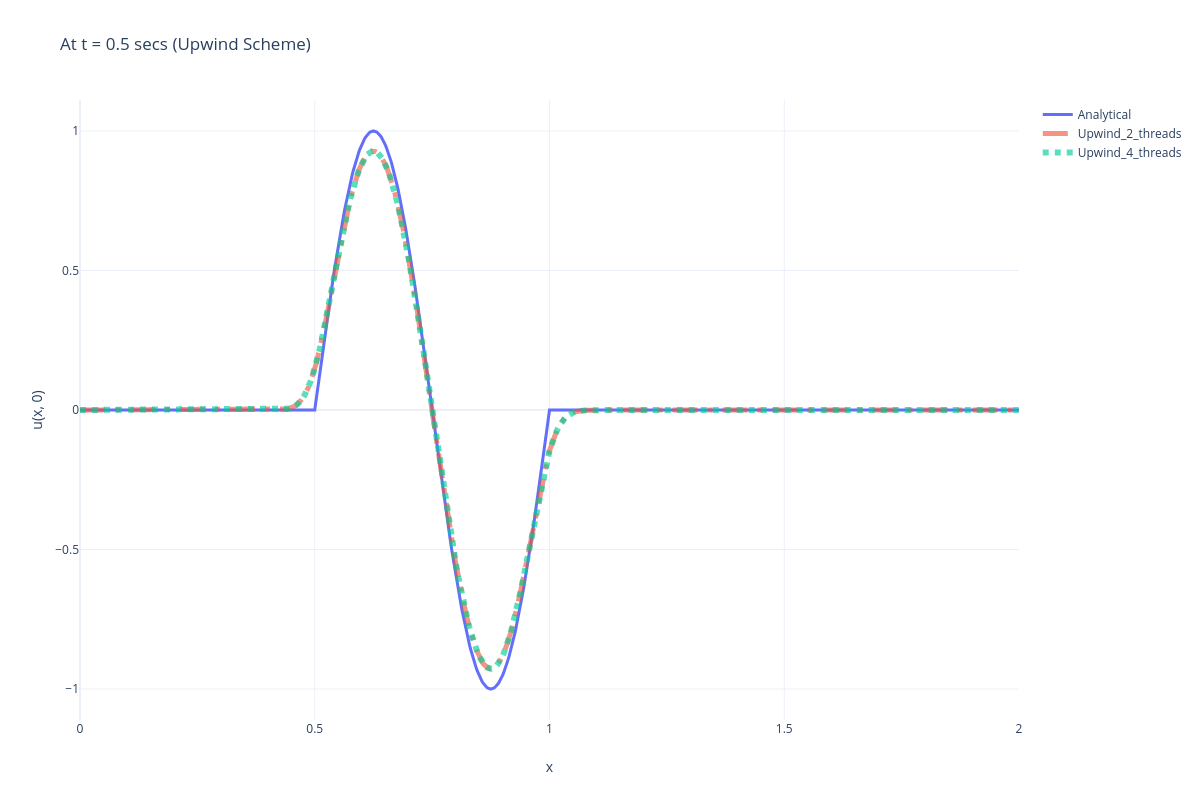 At t = 0.5 secs (Upwind Scheme)
Analytical
Upwind_2_threads
Upwind_4_threads
1
0.5
0
−0.5
−1
u(x, 0)
0
0.5
1
1.5
2
x